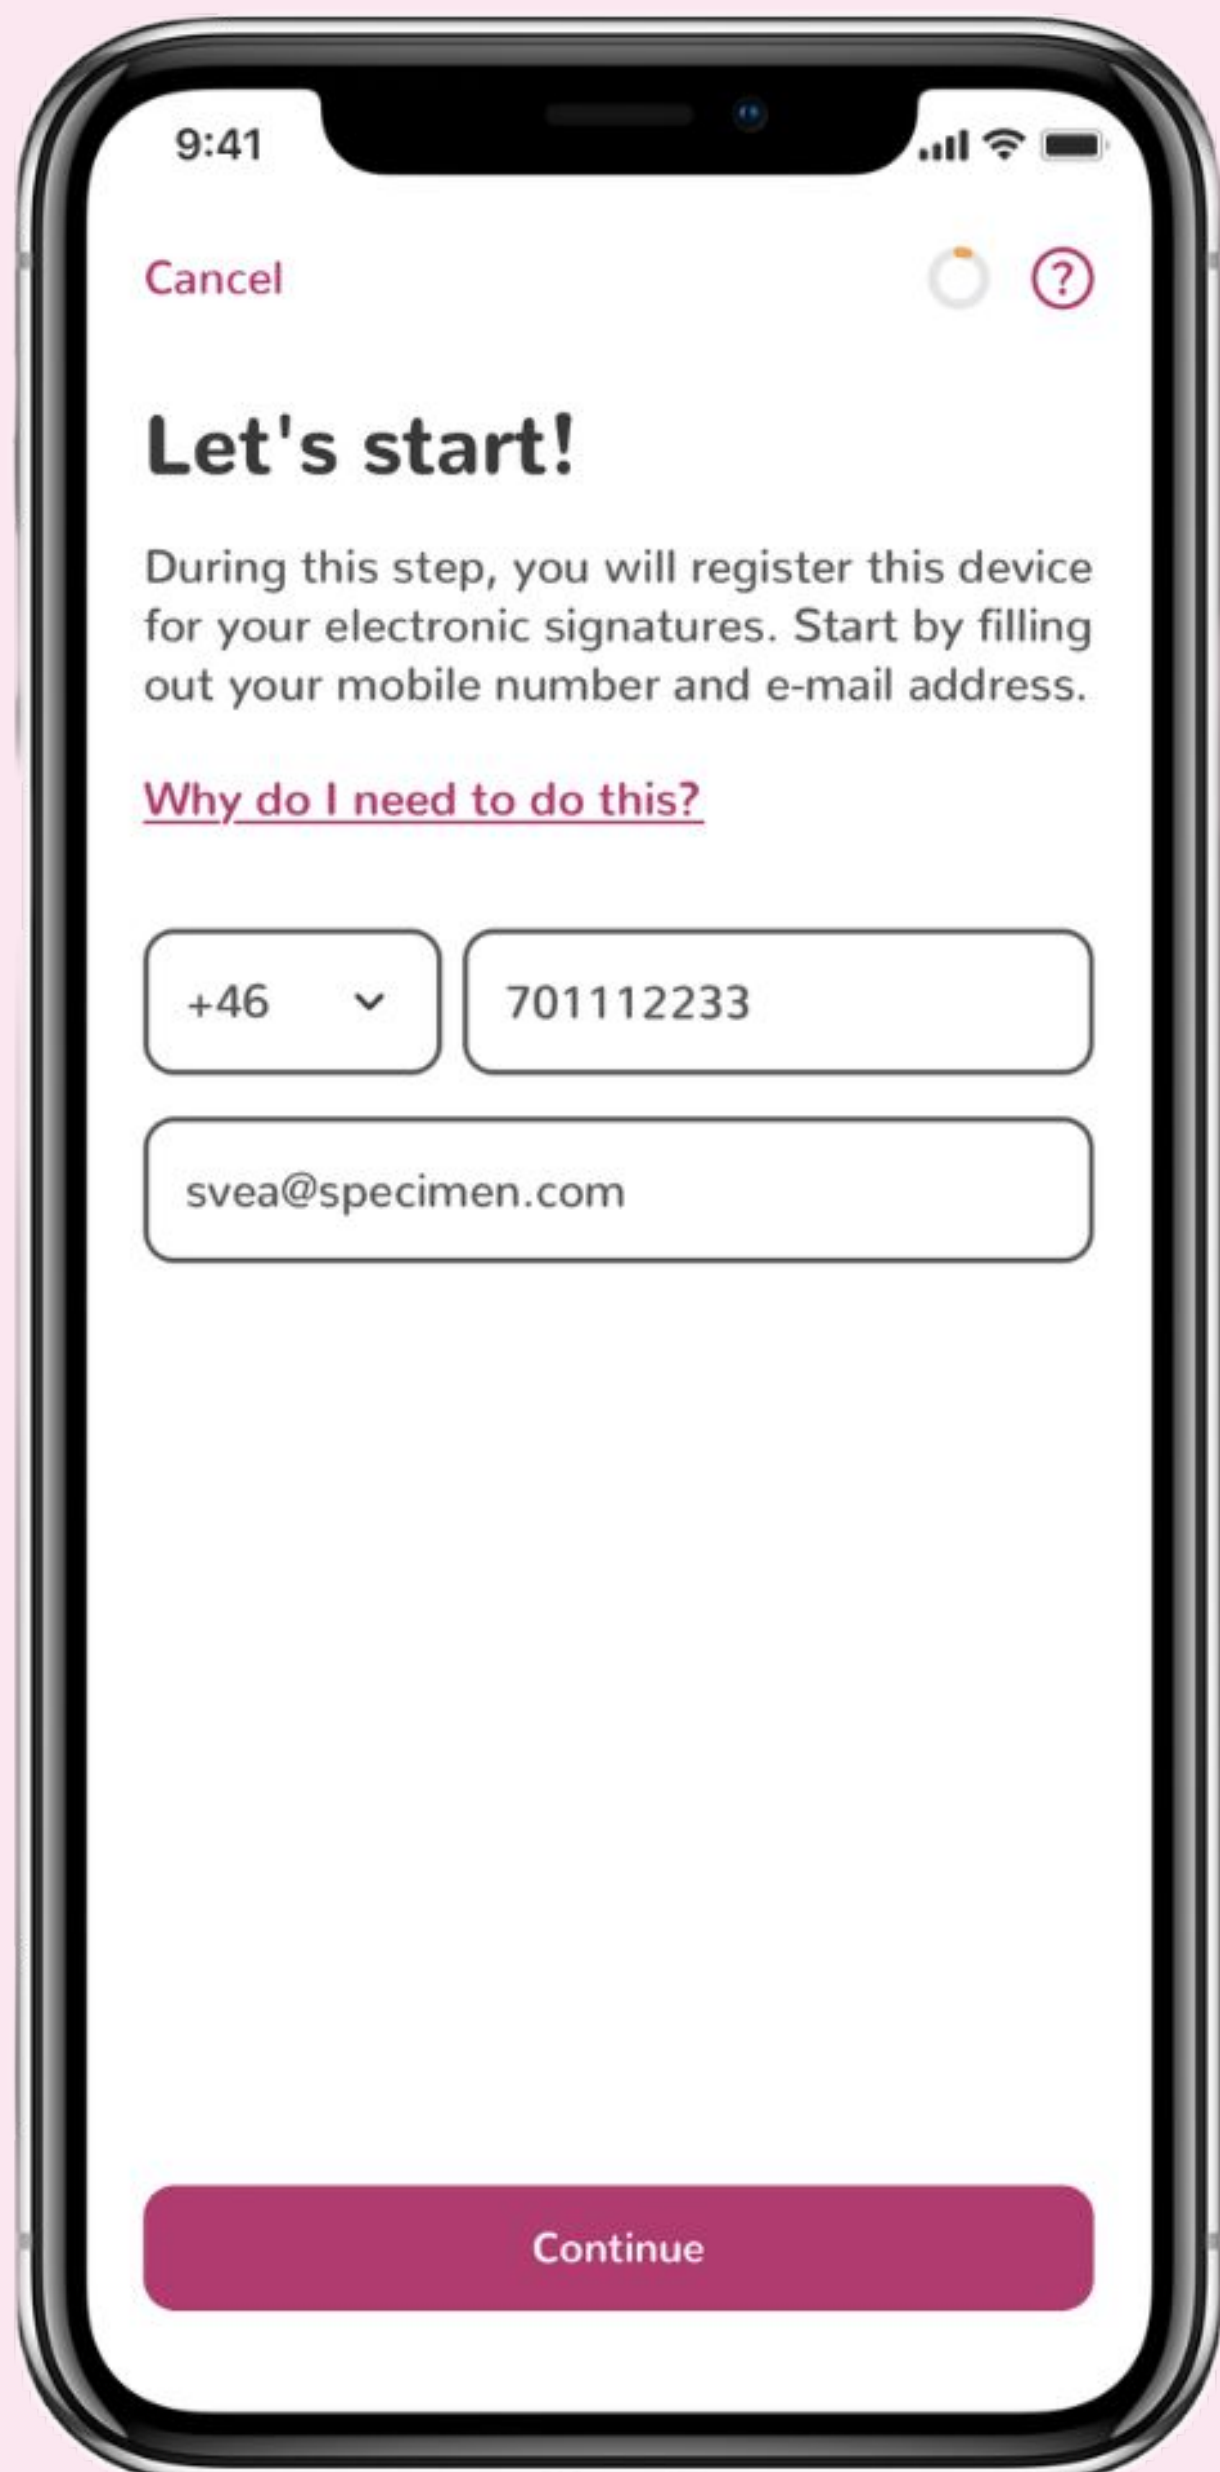 9:41
Cancel
?
Let's start!
During this step, you will register this device
for your electronic signatures. Start by filling
out your mobile number and e-mail address.
Why do I need to do this?
+46 701112233
svea@specimen.com
Continue